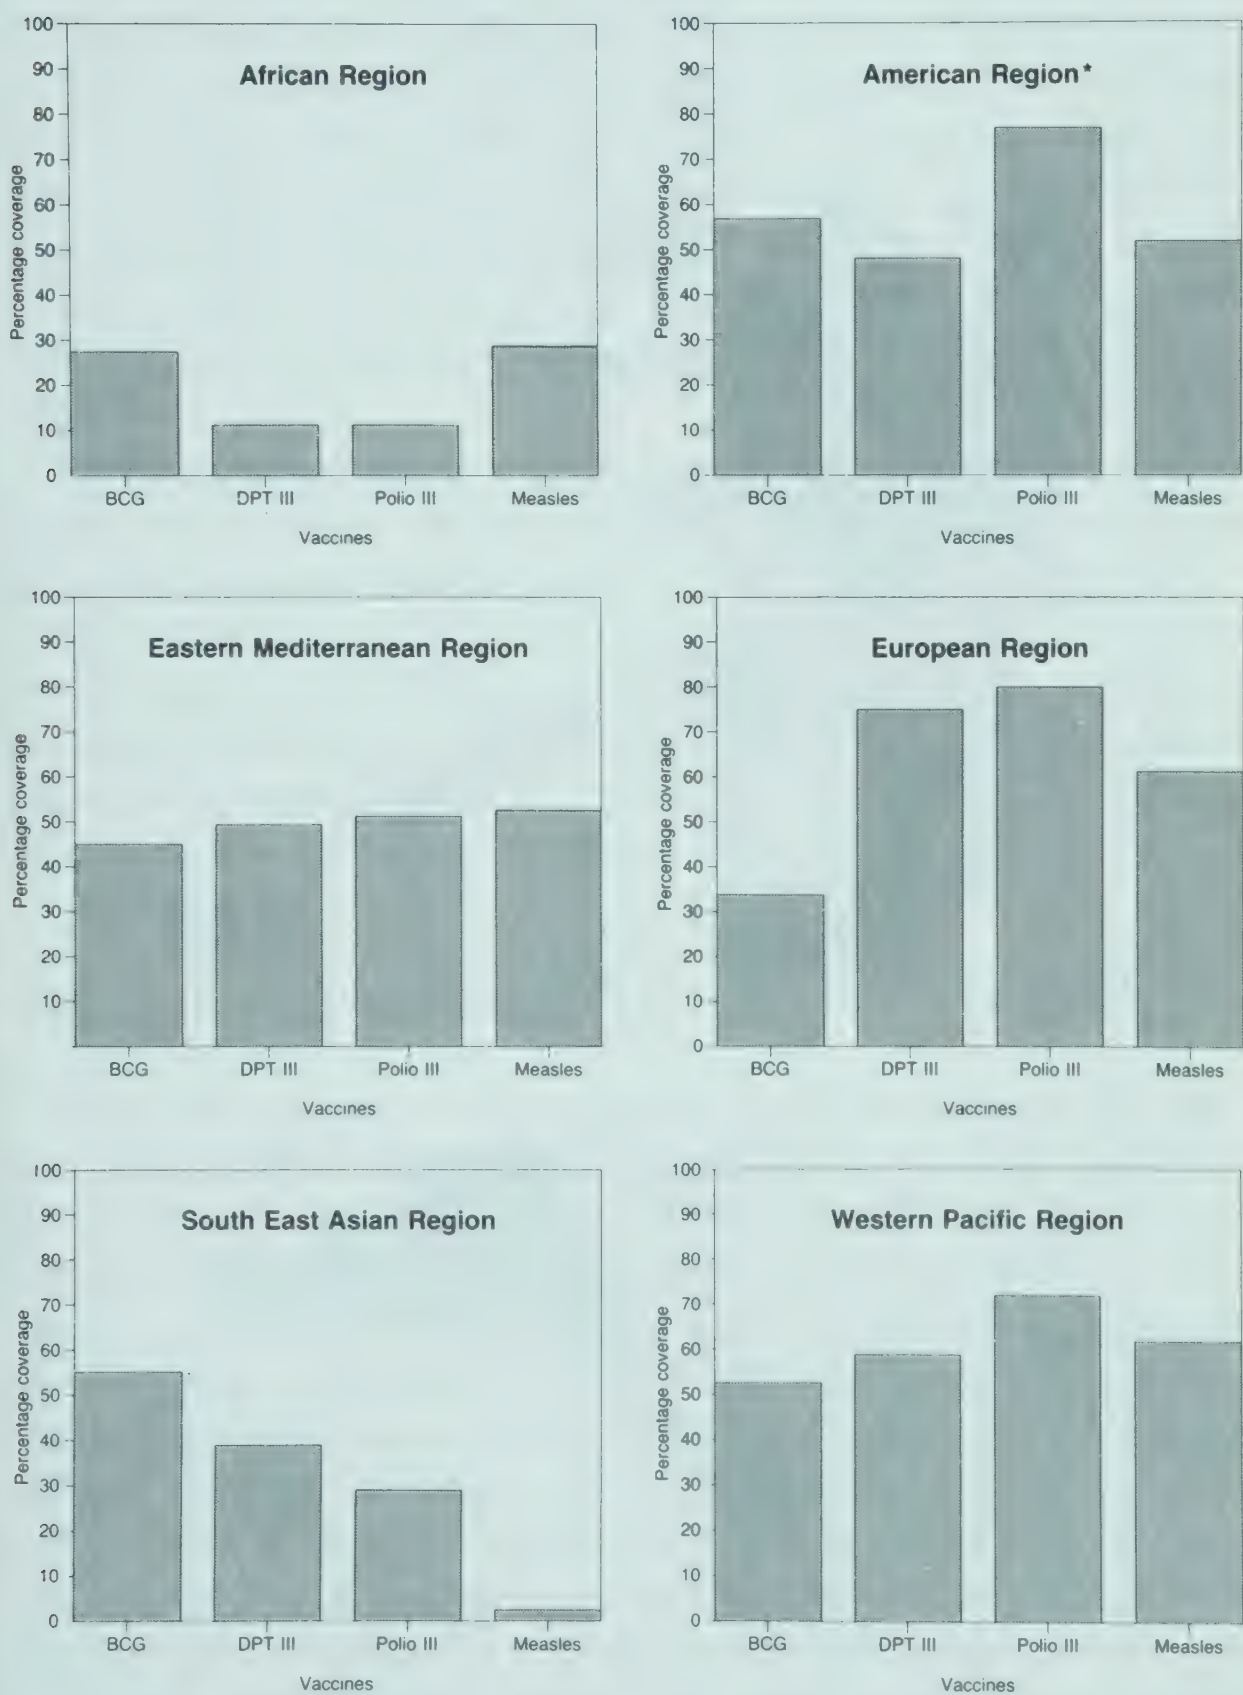 African Region
Percentage coverage
100
90
80
70
60
50
40
30
20
10
0
BCG DPT III Polio III Measles
Vaccines
American Region*
Percentage coverage
100
90
80
70
60
50
40
30
20
10
0
BCG DPT III Polio III Measles
Vaccines
Eastern Mediterranean Region
Percentage coverage
100
90
80
70
60
50
40
30
20
10
BCG DPT III Polio III Measles
Vaccines
European Region
Percentage coverage
100
90
80
70
60
50
40
30
20
10
0
BCG DPT III Polio III Measles
Vaccines
South East Asian Region
Percentage coverage
100
90
80
70
60
50
40
30
20
10
0
BCG DPT III Polio III Measles
Vaccines
Western Pacific Region
Percentage coverage
100
90
80
70
60
50
40
30
20
10
0
BCG DPT III Polio III Measles
Vaccines